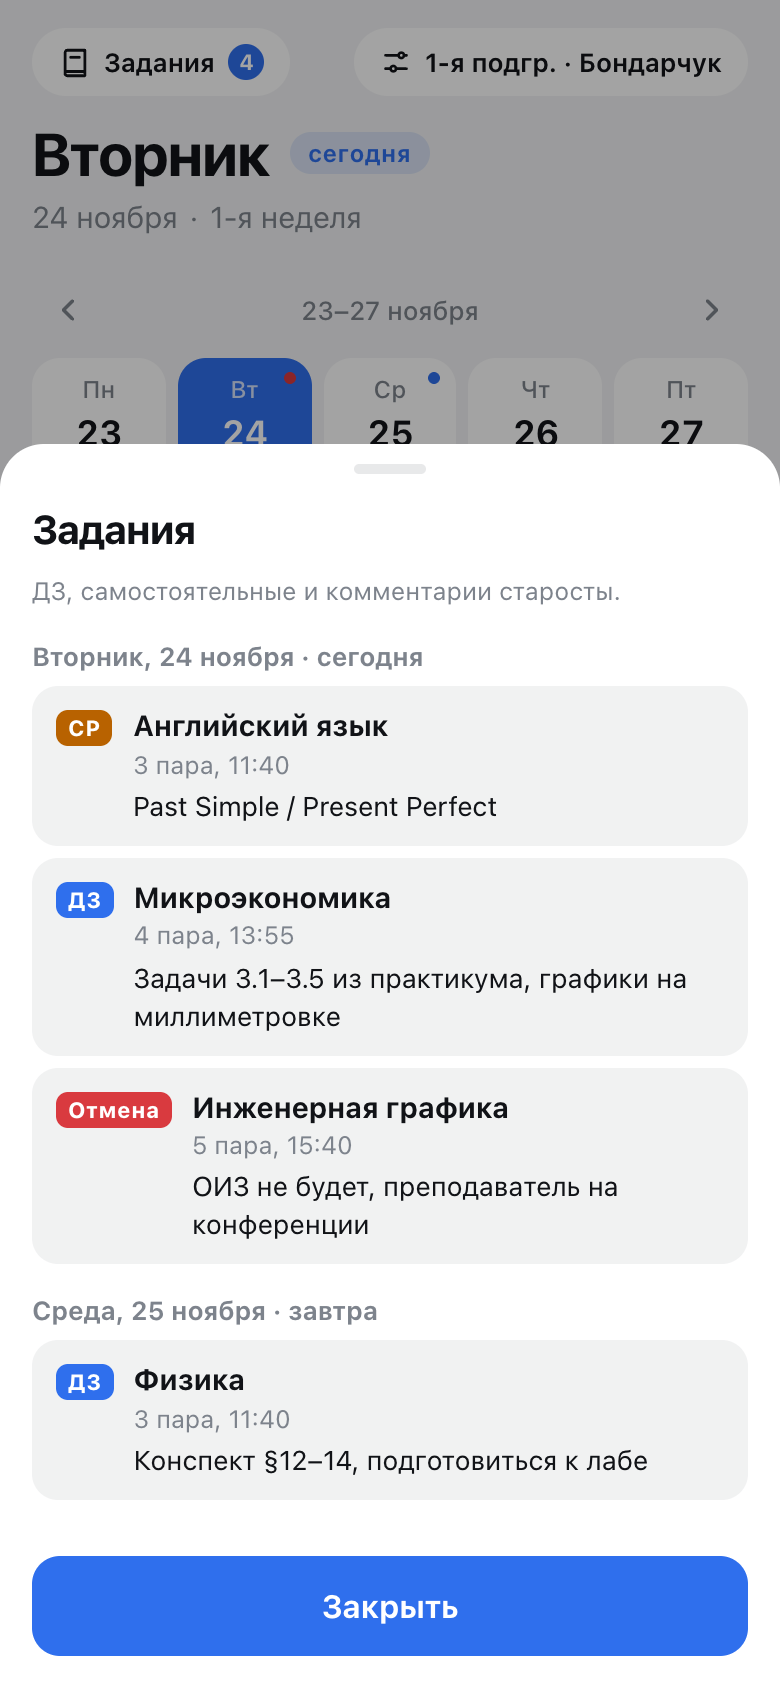 Задания 4
1-я подгр. · Бондарчук
Вторник сегодня
24 ноября · 1-я неделя
23–27 ноября
Пн Вт Ср Чт Пт
23 24 25 26 27
Задания
ДЗ, самостоятельные и комментарии старосты.
Вторник, 24 ноября · сегодня
СР Английский язык
3 пара, 11:40
Past Simple / Present Perfect
ДЗ Микроэкономика
4 пара, 13:55
Задачи 3.1–3.5 из практикума, графики на
миллиметровке
Отмена Инженерная графика
5 пара, 15:40
ОИЗ не будет, преподаватель на
конференции
Среда, 25 ноября · завтра
ДЗ Физика
3 пара, 11:40
Конспект §12–14, подготовиться к лабе
Закрыть